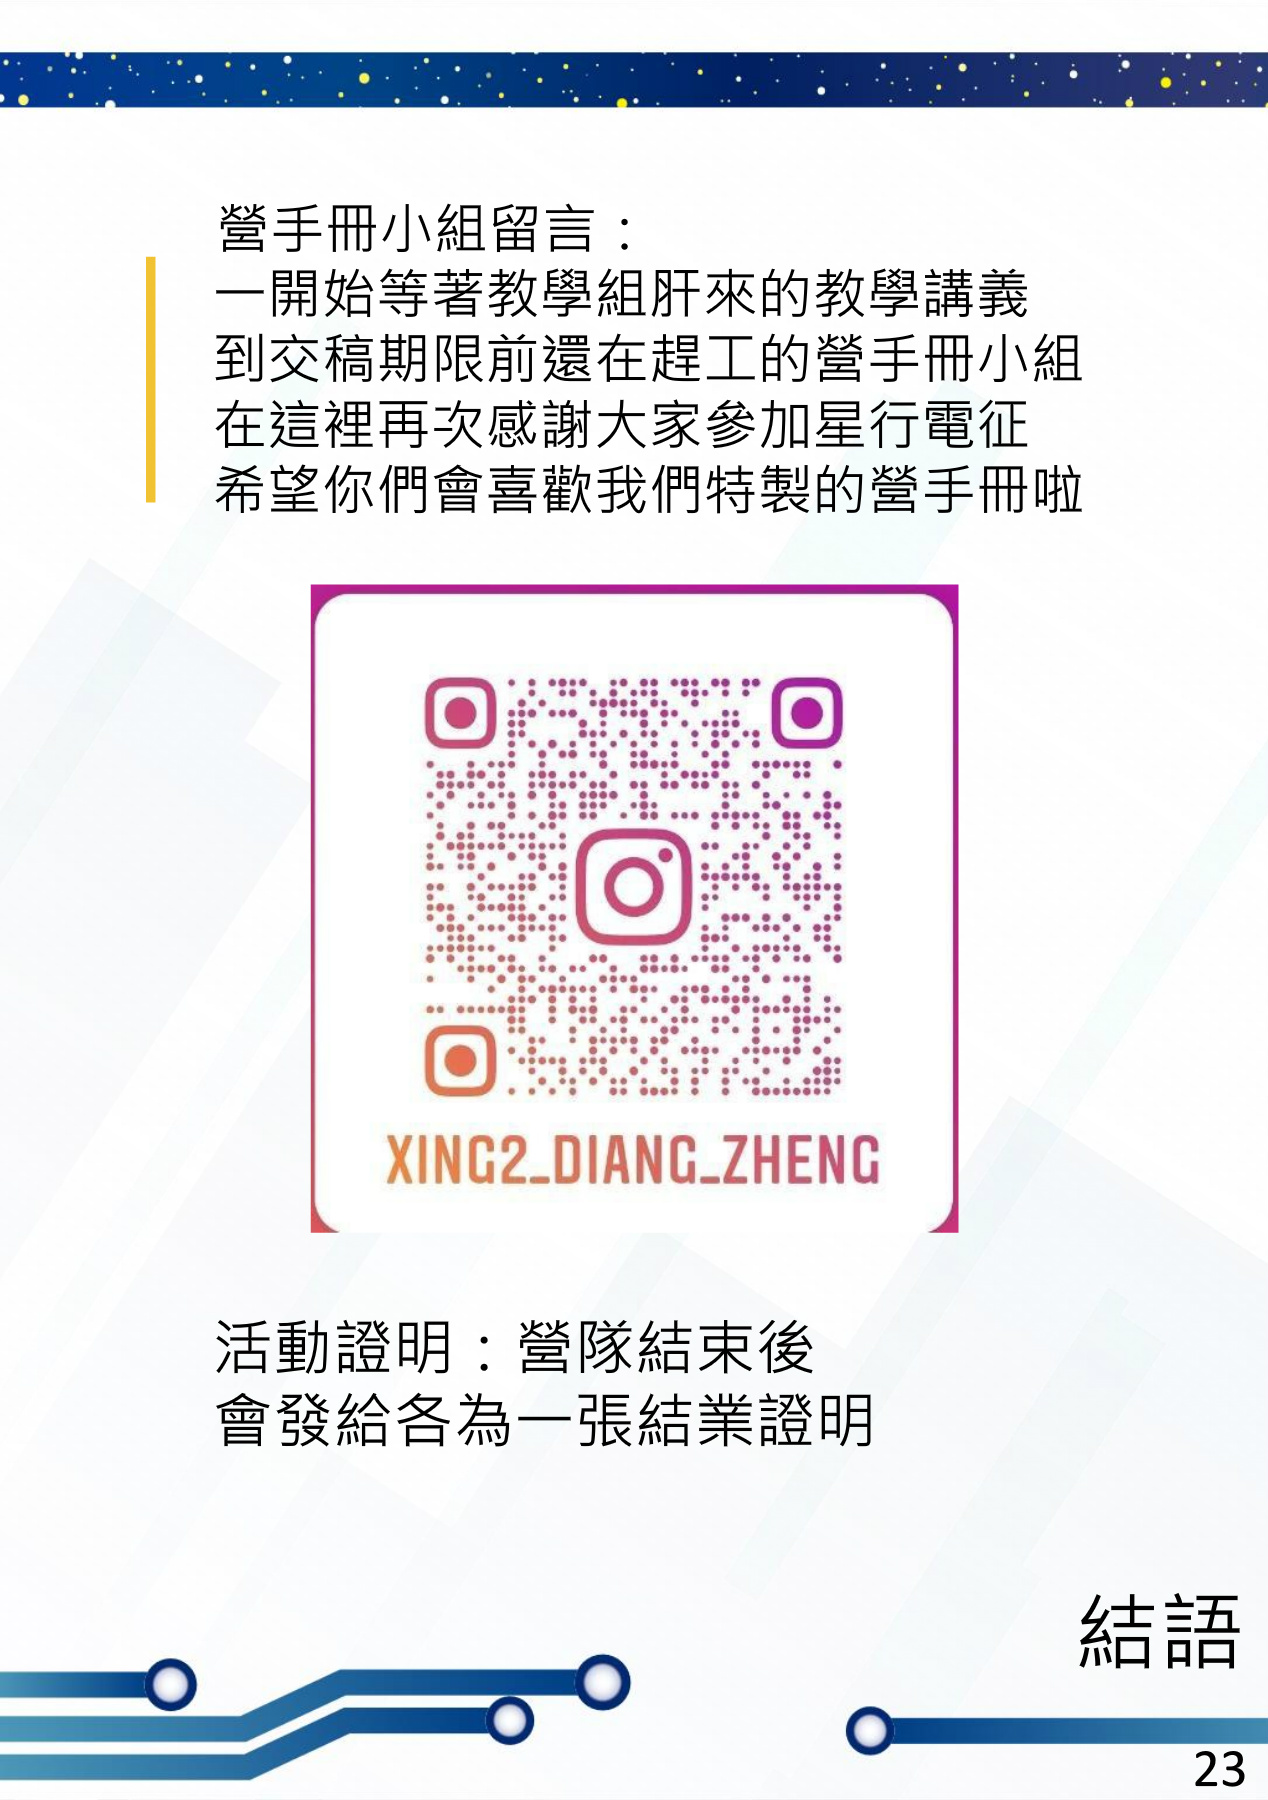 營手冊小組留言：
一開始等著教學組肝來的教學講義
到交稿期限前還在趕工的營手冊小組
在這裡再次感謝大家參加星行電征
希望你們會喜歡我們特製的營手冊啦
XING2_DIANG_ZHENG
活動證明：營隊結束後
會發給各為一張結業證明
結語
23